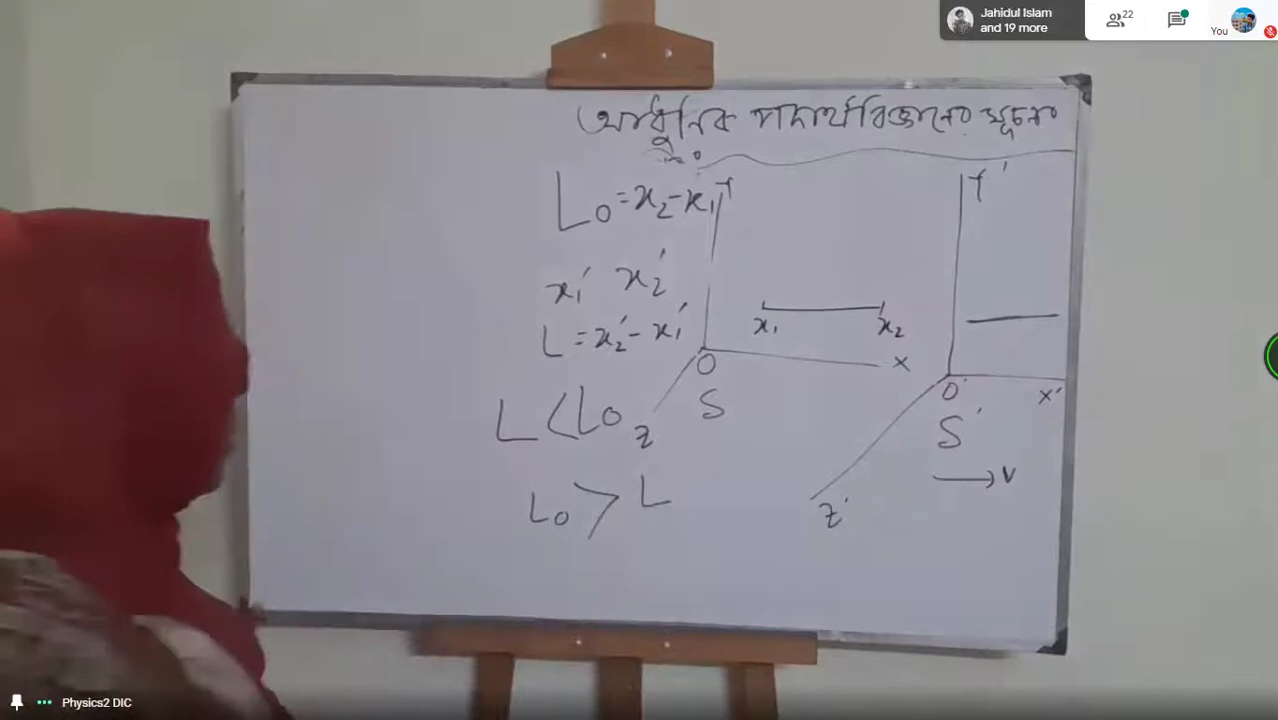 Jahidul Islam
and 19 more
22
You
আধুনিক পদার্থবিজ্ঞানের সূচনা
L₀ = x₂ - x₁
Y
Y'
x₁' x₂'
L = x₂' - x₁'
x₁ x₂
O X
O' X'
L < L₀
Z S
S'
→ V
L₀ > L
Z'
Physics2 DIC